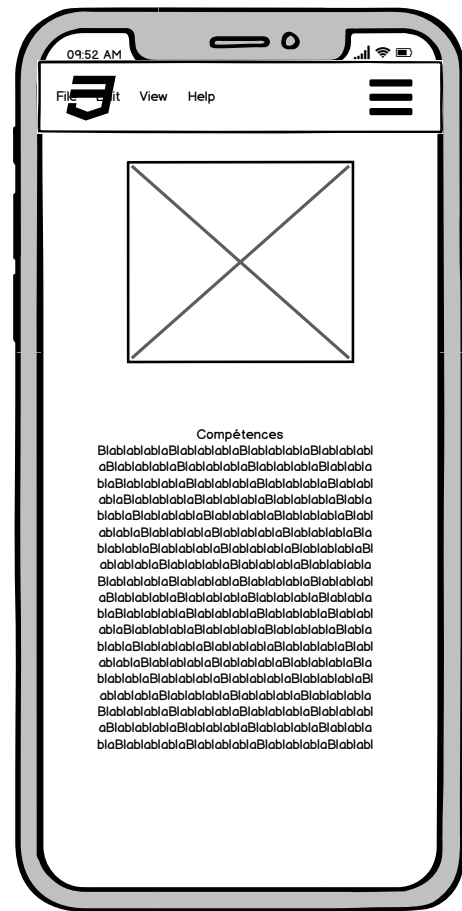 09:52 AM
File View Help
Compétences
BlablablablaBlablablablaBlablablablaBlablablabl
aBlablablablaBlablablablaBlablablablaBlablabla
blaBlablablablaBlablablablaBlablablablaBlablabl
ablaBlablablablaBlablablablaBlablablablaBlabla
blablaBlablablablaBlablablablaBlablablablaBlabl
ablablaBlablablablaBlablablablaBlablablablaBla
blablablaBlablablablaBlablablablaBlablablablaBl
ablablablaBlablablablaBlablablablaBlablablabla
BlablablablaBlablablablaBlablablablaBlablablabl
aBlablablablaBlablablablaBlablablablaBlablabla
blaBlablablablaBlablablablaBlablablablaBlablabl
ablaBlablablablaBlablablablaBlablablablaBlabla
blablaBlablablablaBlablablablaBlablablablaBlabl
ablablaBlablablablaBlablablablaBlablablablaBla
blablablaBlablablablaBlablablablaBlablablablaBl
ablablablaBlablablablaBlablablablaBlablablabla
BlablablablaBlablablablaBlablablablaBlablablabl
aBlablablablaBlablablablaBlablablablaBlablabla
blaBlablablablaBlablablablaBlablablablaBlablabl